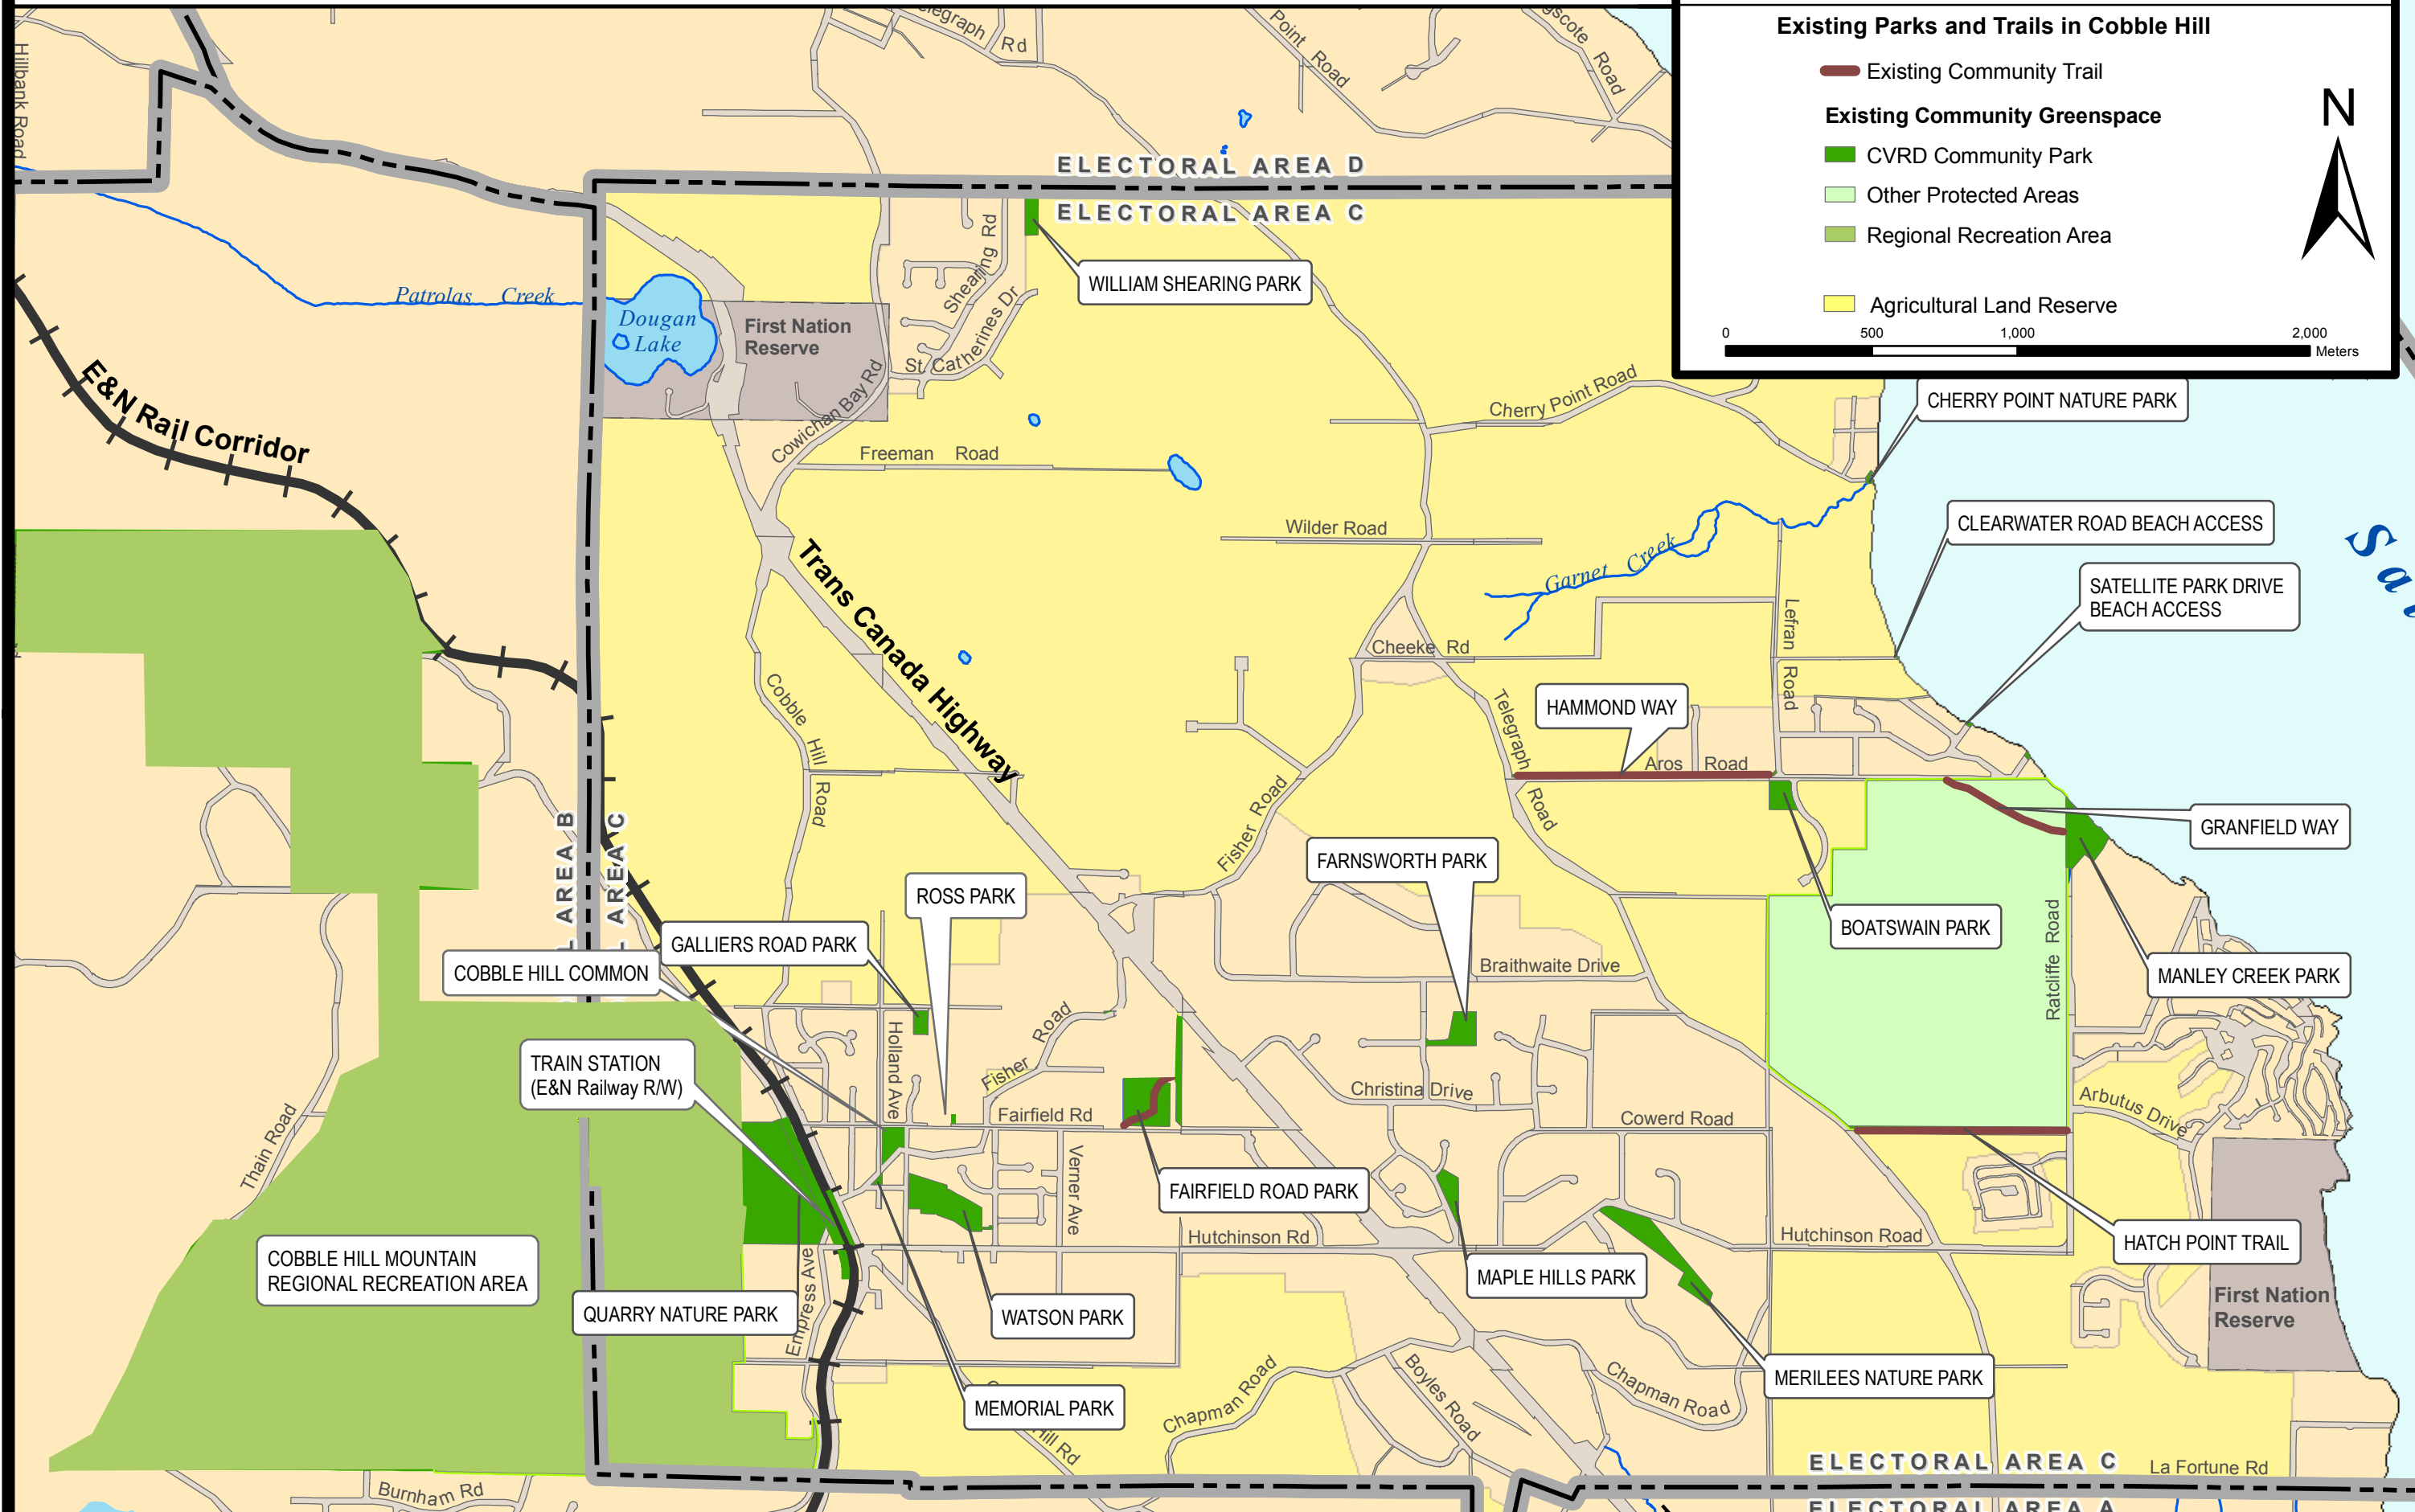 Existing Parks and Trails in Cobble Hill
Existing Community Trail
Existing Community Greenspace
CVRD Community Park
Other Protected Areas
Regional Recreation Area
Agricultural Land Reserve
0 500 1,000 2,000
Meters
N
Hillbank Road
Rd
Point Road
Road
ELECTORAL AREA D
ELECTORAL AREA C
Patrolas Creek
Dougan
Lake
First Nation
Reserve
Shearing Rd
St. Catherines Dr
WILLIAM SHEARING PARK
E&N Rail Corridor
Cowichan Bay Rd
Freeman Road
Cherry Point Road
CHERRY POINT NATURE PARK
Wilder Road
Garnet Creek
CLEARWATER ROAD BEACH ACCESS
SATELLITE PARK DRIVE
BEACH ACCESS
Trans Canada Highway
Cobble Hill Road
Cheeke Rd
Lefran Road
Telegraph Road
HAMMOND WAY
Aros Road
Fisher Road
GRANFIELD WAY
FARNSWORTH PARK
AREA B
AREA C
ROSS PARK
GALLIERS ROAD PARK
COBBLE HILL COMMON
BOATSWAIN PARK
Braithwaite Drive
Ratcliffe Road
MANLEY CREEK PARK
TRAIN STATION
(E&N Railway R/W)
Holland Ave
Fisher Road
Fairfield Rd
Christina Drive
Cowerd Road
Arbutus Drive
Thain Road
Verner Ave
FAIRFIELD ROAD PARK
Hutchinson Rd
Hutchinson Road
HATCH POINT TRAIL
COBBLE HILL MOUNTAIN
REGIONAL RECREATION AREA
QUARRY NATURE PARK
Empress Ave
WATSON PARK
MAPLE HILLS PARK
First Nation
Reserve
MERILEES NATURE PARK
MEMORIAL PARK
Hill Rd
Chapman Road
Boyles Road
Chapman Road
ELECTORAL AREA C
La Fortune Rd
Burnham Rd
ELECTORAL AREA A